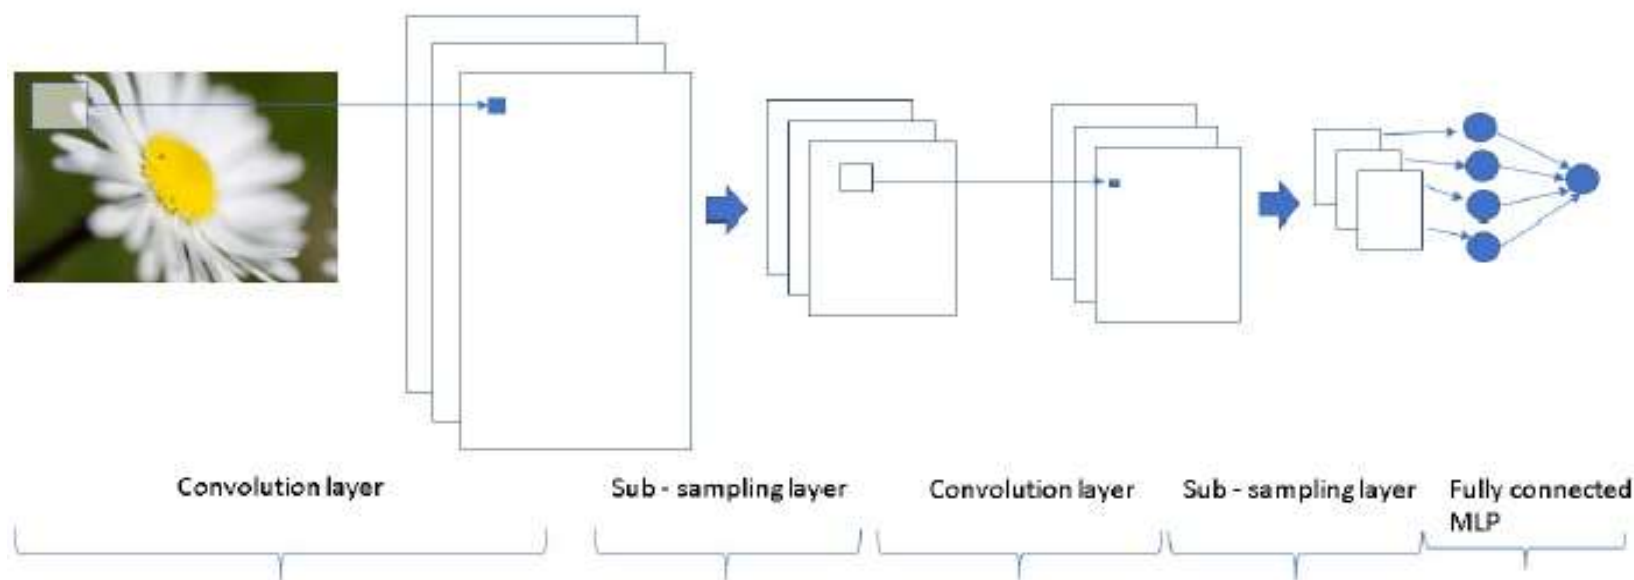 Convolution layer
Sub - sampling layer
Convolution layer
Sub - sampling layer
Fully connected
MLP